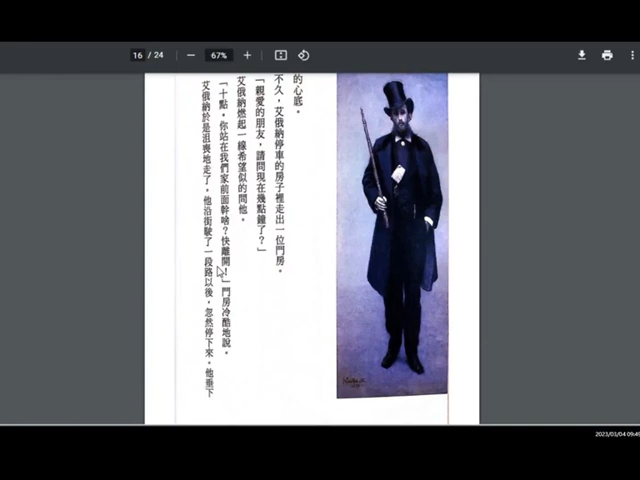 16 / 24
67%
的心底。
不久，艾俄納停車的房子裡走出一位門房。
「親愛的朋友，請問現在幾點鐘了？」
艾俄納燃起一線希望似的問他。
「十點。你站在我們家前面幹啥？快離開！」門房冷酷地說。
艾俄納於是沮喪地走了。他沿街駛了一段路以後，忽然停下來。他垂下
2023/03/04 09:49